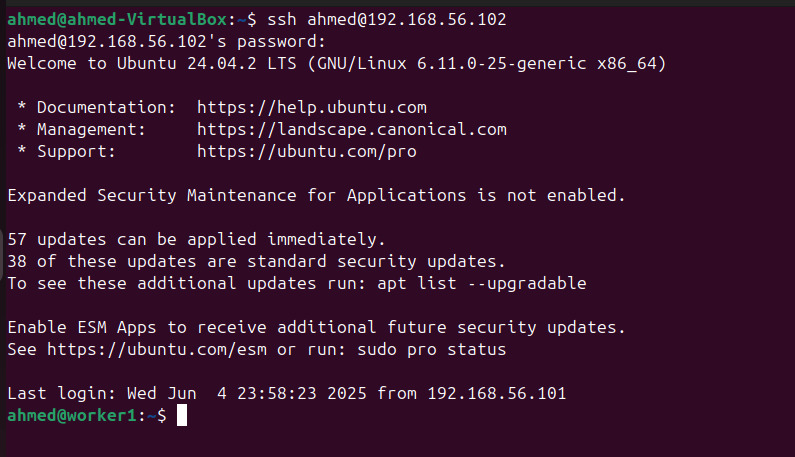 ahmed@ahmed-VirtualBox:~$ ssh ahmed@192.168.56.102
ahmed@192.168.56.102's password:
Welcome to Ubuntu 24.04.2 LTS (GNU/Linux 6.11.0-25-generic x86_64)
* Documentation:  https://help.ubuntu.com
* Management:     https://landscape.canonical.com
* Support:        https://ubuntu.com/pro
Expanded Security Maintenance for Applications is not enabled.
57 updates can be applied immediately.
38 of these updates are standard security updates.
To see these additional updates run: apt list --upgradable
Enable ESM Apps to receive additional future security updates.
See https://ubuntu.com/esm or run: sudo pro status
Last login: Wed Jun  4 23:58:23 2025 from 192.168.56.101
ahmed@worker1:~$